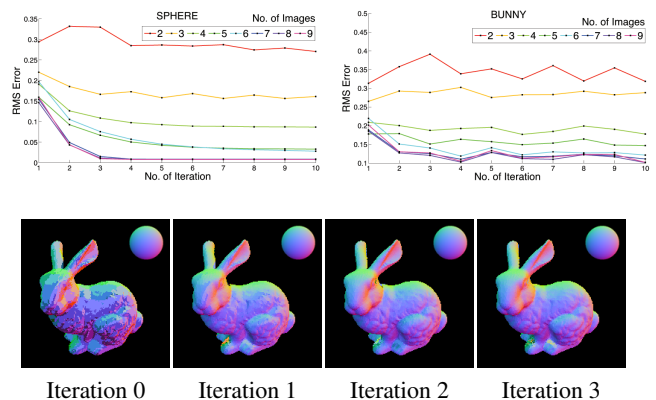 SPHERE
No. of Images
2 3 4 5 6 7 8 9
RMS Error
0.35
0.3
0.25
0.2
0.15
0.1
0.05
0
1 2 3 4 5 6 7 8 9 10
No. of Iteration
BUNNY
No. of Images
2 3 4 5 6 7 8 9
RMS Error
0.5
0.45
0.4
0.35
0.3
0.25
0.2
0.15
0.1
1 2 3 4 5 6 7 8 9 10
No. of Iteration
Iteration 0 Iteration 1 Iteration 2 Iteration 3